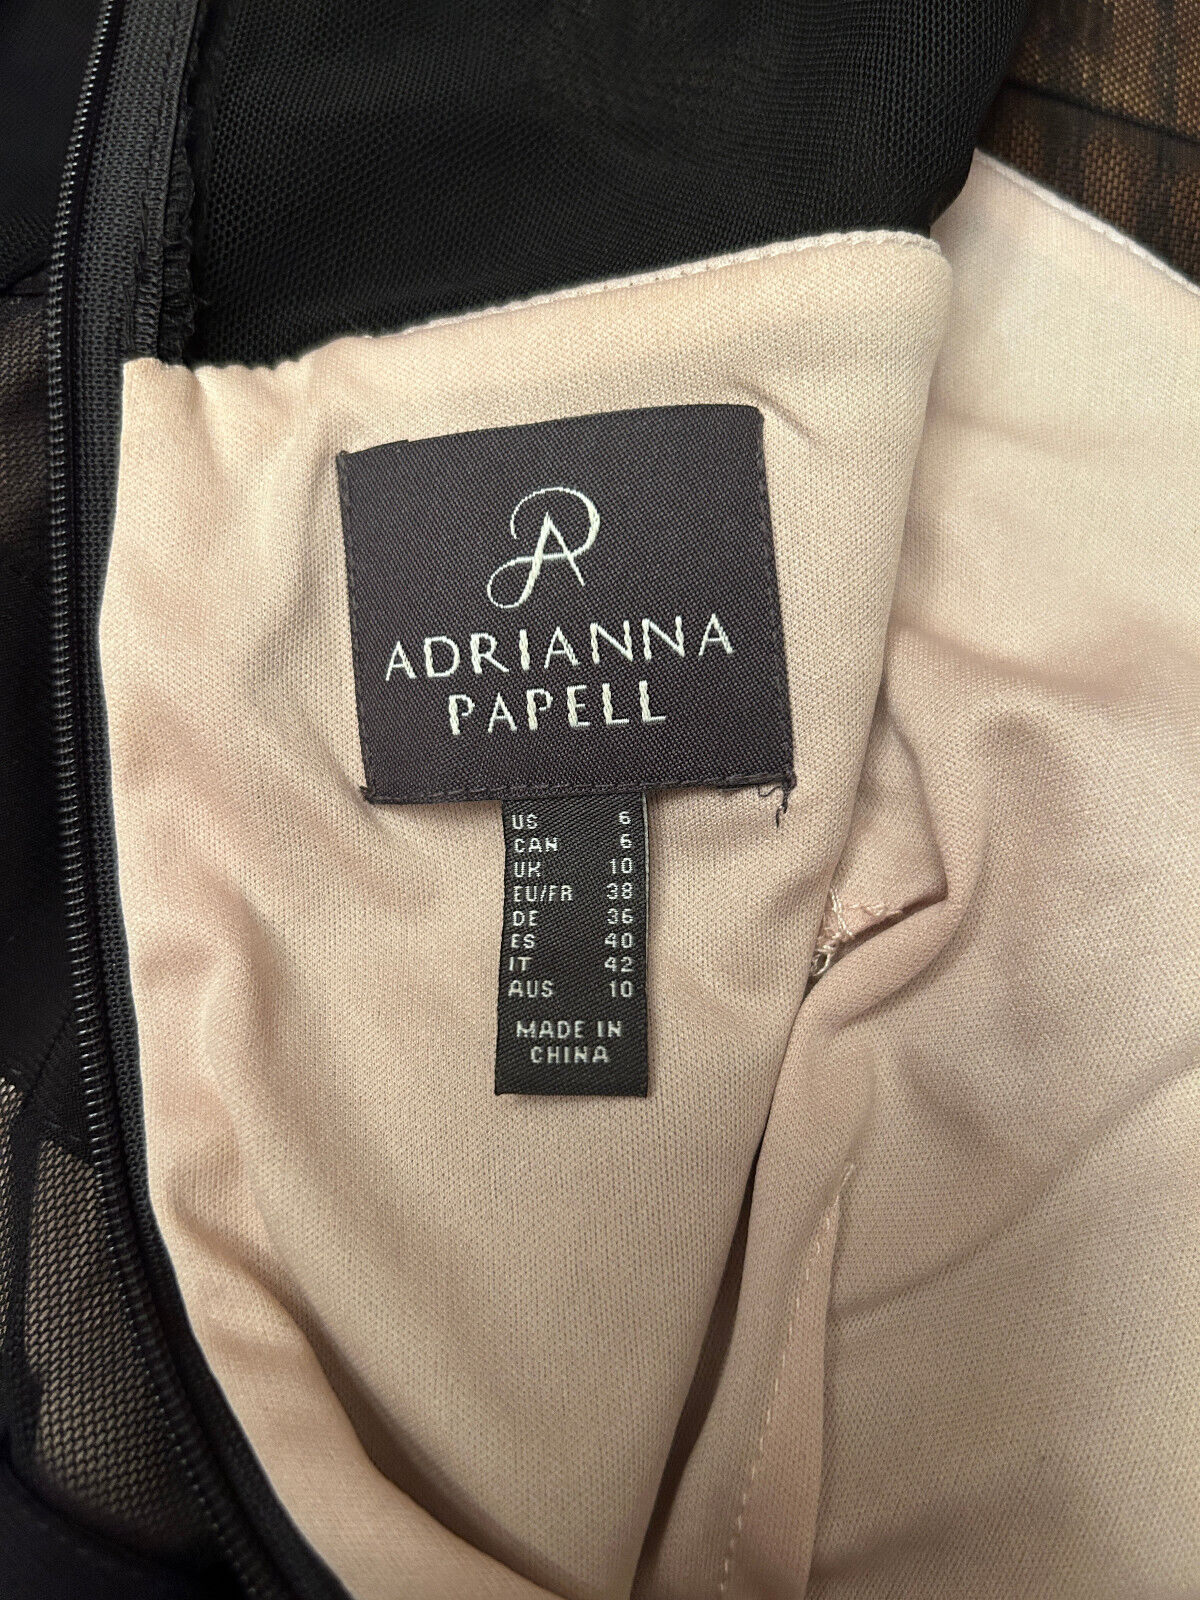 AP
ADRIANNA
PAPELL
US 6
CAN 6
UK 10
EU/FR 38
DE 36
ES 40
IT 42
AUS 10
MADE IN
CHINA